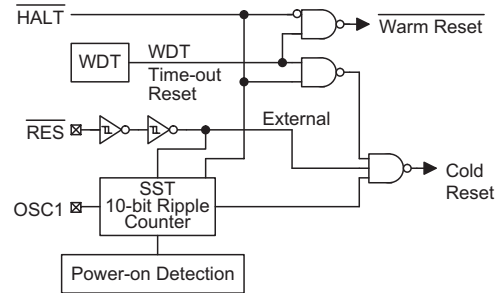 HALT
Warm Reset
WDT
WDT
Time-out
Reset
RES
External
Cold
Reset
OSC1
SST
10-bit Ripple
Counter
Power-on Detection